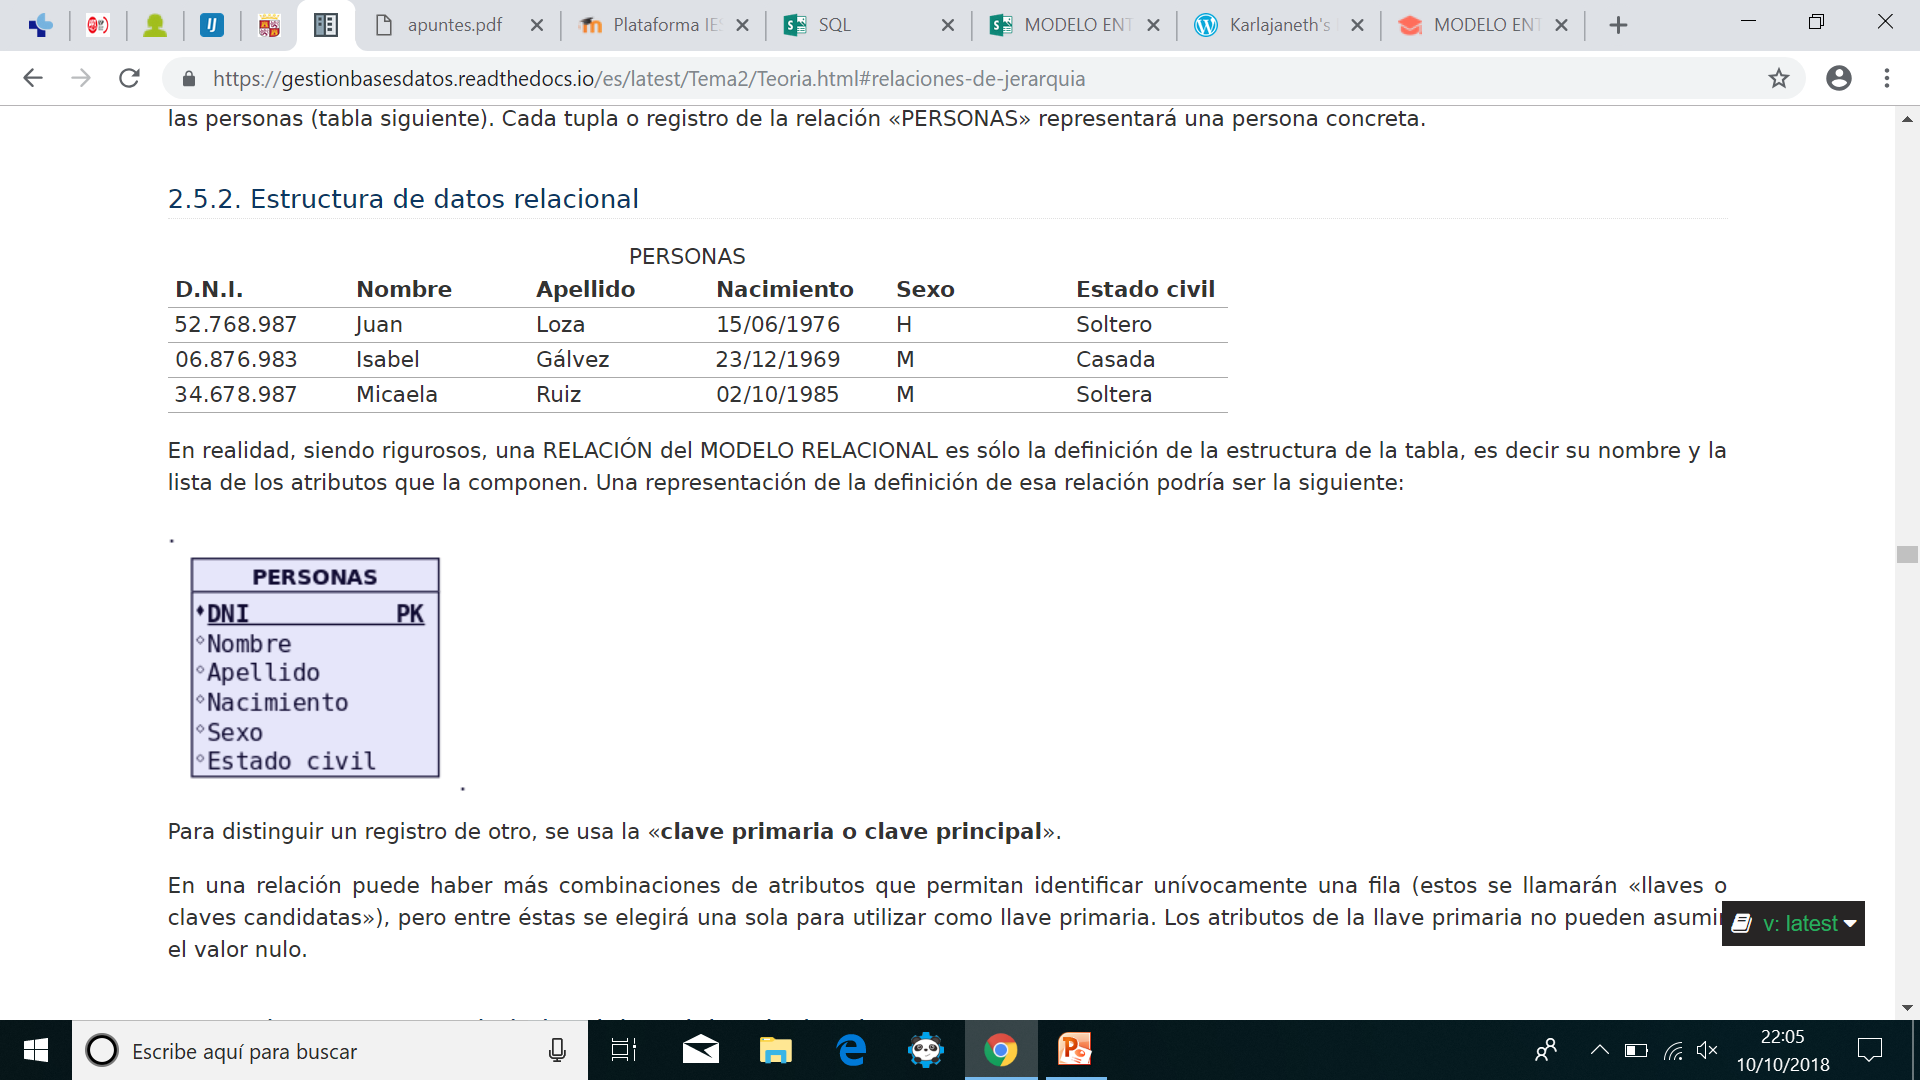 apuntes.pdf
Plataforma IES
SQL
MODELO ENT
Karlajaneth's
MODELO ENT
https://gestionbasesdatos.readthedocs.io/es/latest/Tema2/Teoria.html#relaciones-de-jerarquia
las personas (tabla siguiente). Cada tupla o registro de la relación «PERSONAS» representará una persona concreta.
2.5.2. Estructura de datos relacional
PERSONAS
D.N.I. Nombre Apellido Nacimiento Sexo Estado civil
52.768.987 Juan Loza 15/06/1976 H Soltero
06.876.983 Isabel Gálvez 23/12/1969 M Casada
34.678.987 Micaela Ruiz 02/10/1985 M Soltera
En realidad, siendo rigurosos, una RELACIÓN del MODELO RELACIONAL es sólo la definición de la estructura de la tabla, es decir su nombre y la
lista de los atributos que la componen. Una representación de la definición de esa relación podría ser la siguiente:
PERSONAS
DNI PK
Nombre
Apellido
Nacimiento
Sexo
Estado civil
Para distinguir un registro de otro, se usa la «clave primaria o clave principal».
En una relación puede haber más combinaciones de atributos que permitan identificar unívocamente una fila (estos se llamarán «llaves o
claves candidatas»), pero entre éstas se elegirá una sola para utilizar como llave primaria. Los atributos de la llave primaria no pueden asumir
el valor nulo.
v: latest
Escribe aquí para buscar
22:05
10/10/2018